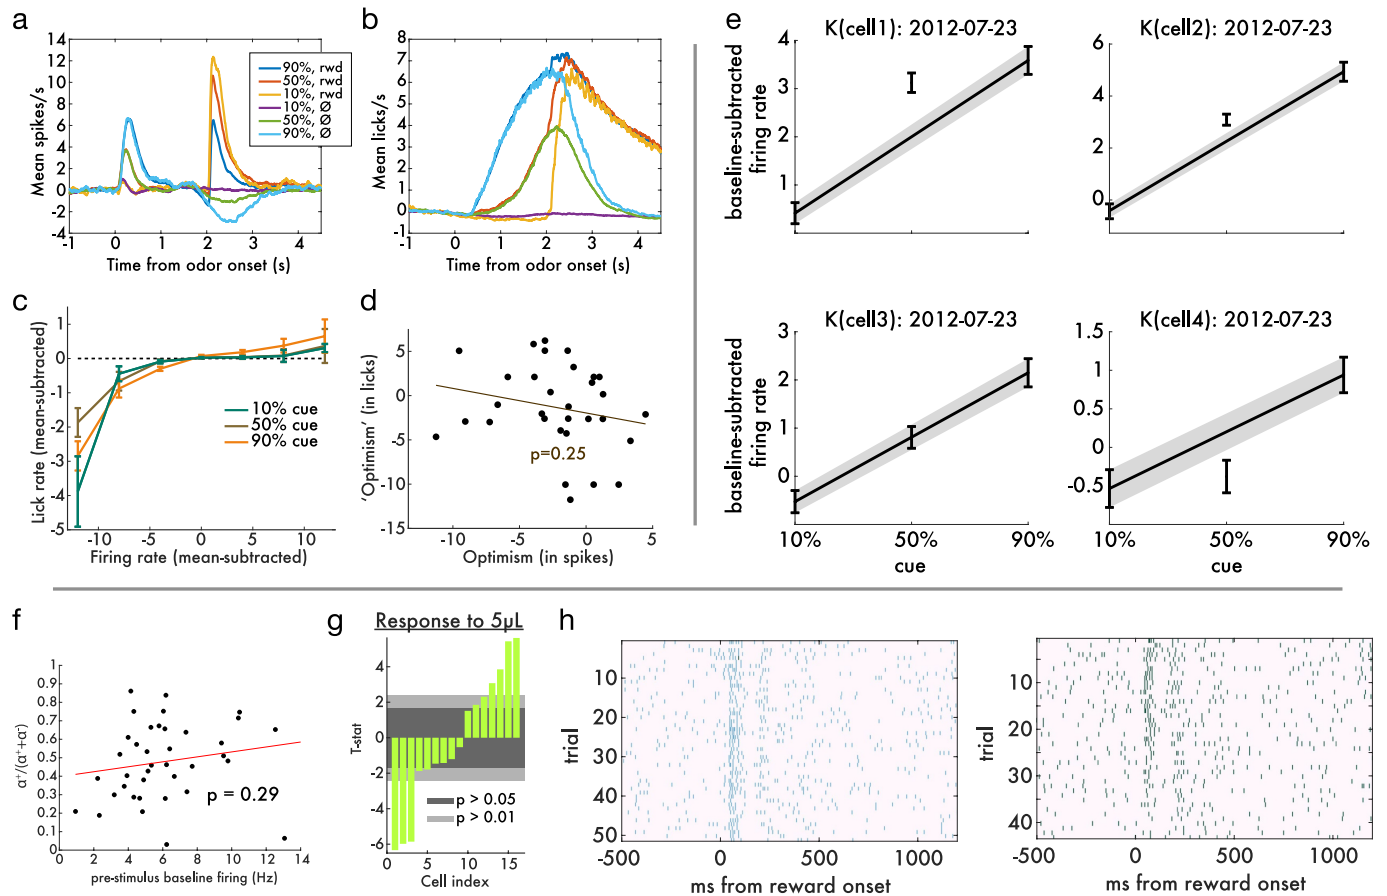 a
14
12
10
8
6
4
2
0
-2
-4
Mean spikes/s
-1 0 1 2 3 4
Time from odor onset (s)
90%, rwd
50%, rwd
10%, rwd
10%, Ø
50%, Ø
90%, Ø
b
8
7
6
5
4
3
2
1
0
-1
Mean licks/s
-1 0 1 2 3 4
Time from odor onset (s)
c
1
0
-1
-2
-3
-4
-5
Lick rate (mean-subtracted)
10% cue
50% cue
90% cue
-10 -5 0 5 10
Firing rate (mean-subtracted)
d
5
0
-5
-10
-15
'Optimism' (in licks)
p=0.25
-10 -5 0 5
Optimism (in spikes)
e
K(cell1): 2012-07-23
4
3
2
1
baseline-subtracted
firing rate
K(cell2): 2012-07-23
6
4
2
0
K(cell3): 2012-07-23
3
2
1
0
baseline-subtracted
firing rate
10% 50% 90%
cue
K(cell4): 2012-07-23
1.5
1
0.5
0
-0.5
10% 50% 90%
cue
f
1
0.9
0.8
0.7
0.6
0.5
0.4
0.3
0.2
0.1
0
α⁺/(α⁺+α⁻)
p = 0.29
0 2 4 6 8 10 12 14
pre-stimulus baseline firing (Hz)
g
Response to 5µL
4
2
0
-2
-4
-6
T-stat
p > 0.05
p > 0.01
0 5 10 15
Cell index
h
10
20
30
40
50
trial
-500 0 500 1000
ms from reward onset
10
20
30
40
trial
-500 0 500 1000
ms from reward onset